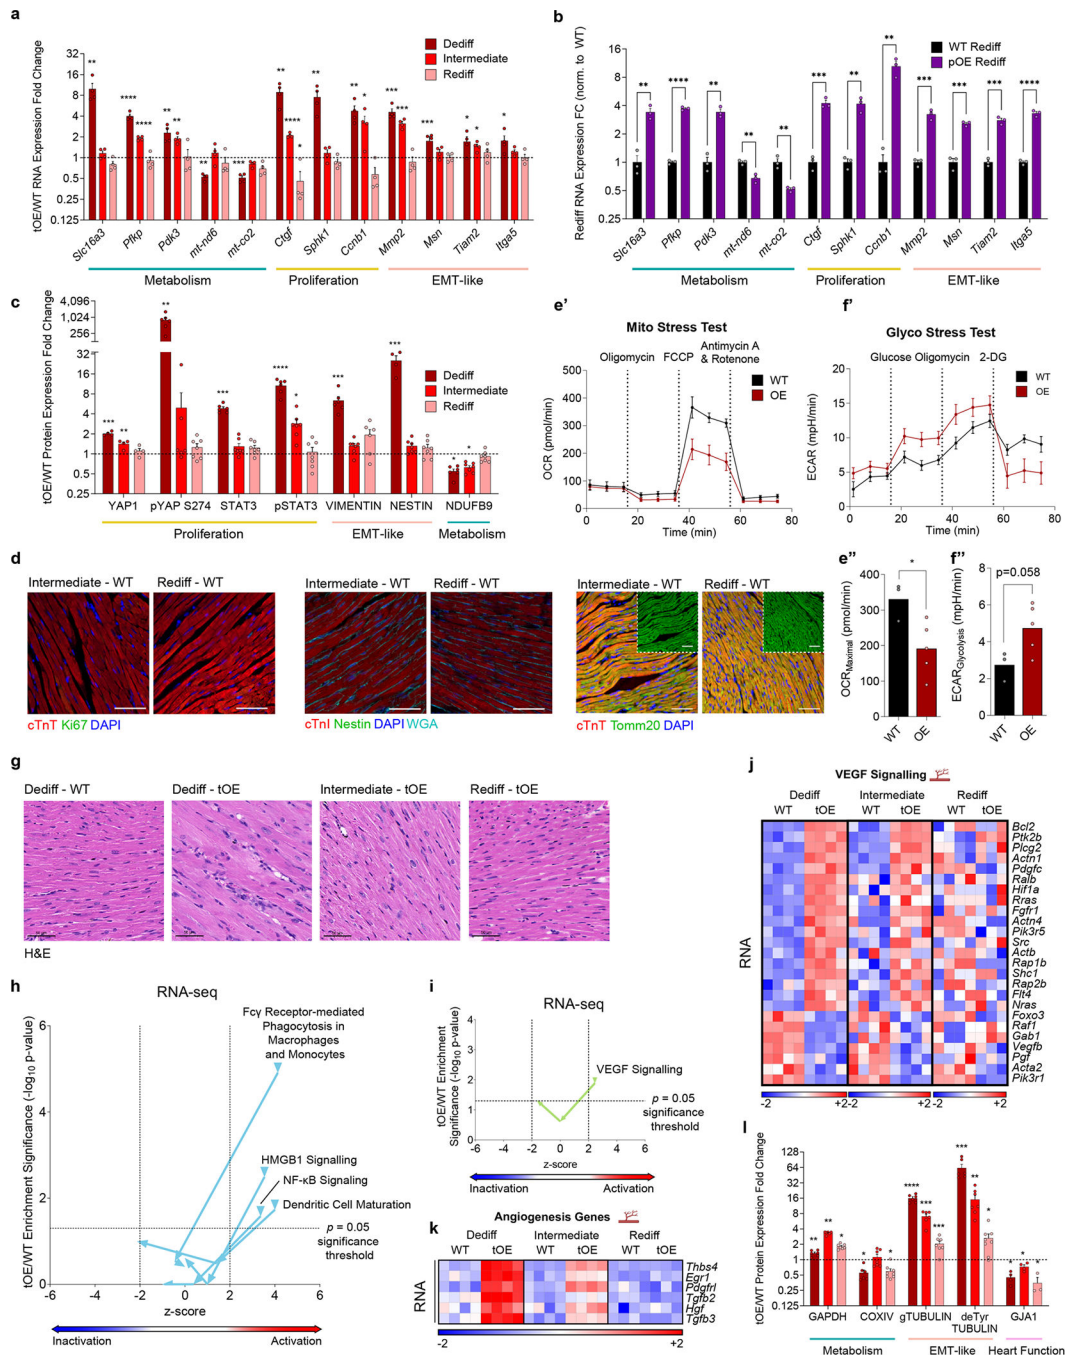 a
tOE/WT RNA Expression Fold Change
32
16
8
4
2
1
0.5
0.25
0.125
Dediff
Intermediate
Rediff
Slc16a3
Pfkp
Pdk3
mt-nd6
mt-co2
Ctgf
Sphk1
Ccnb1
Mmp2
Msn
Tiam2
Itga5
Metabolism
Proliferation
EMT-like
b
Rediff RNA Expression FC (norm. to WT)
16
8
4
2
1
0.5
0.25
WT Rediff
pOE Rediff
Slc16a3
Pfkp
Pdk3
mt-nd6
mt-co2
Ctgf
Sphk1
Ccnb1
Mmp2
Msn
Tiam2
Itga5
Metabolism
Proliferation
EMT-like
c
tOE/WT Protein Expression Fold Change
4,096
1,024
256
32
16
4
2
1
0.5
0.25
Dediff
Intermediate
Rediff
YAP1
pYAP S274
STAT3
pSTAT3
VIMENTIN
NESTIN
NDUFB9
Proliferation
EMT-like
Metabolism
e'
Mito Stress Test
Oligomycin
FCCP
Antimycin A
& Rotenone
WT
OE
OCR (pmol/min)
500
400
300
200
100
0
0 20 40 60 80
Time (min)
f'
Glyco Stress Test
Glucose Oligomycin 2-DG
WT
OE
ECAR (mpH/min)
20
15
10
5
0
0 20 40 60 80
Time (min)
d
Intermediate - WT
Rediff - WT
cTnT Ki67 DAPI
Intermediate - WT
Rediff - WT
cTnI Nestin DAPI WGA
Intermediate - WT
Rediff - WT
cTnT Tomm20 DAPI
e"
OCR Maximal (pmol/min)
400
300
200
100
0
*
WT
OE
f"
ECAR Glycolysis (mpH/min)
8
6
4
2
0
p=0.058
WT
OE
g
Dediff - WT
Dediff - tOE
Intermediate - tOE
Rediff - tOE
H&E
h
RNA-seq
tOE/WT Enrichment Significance (-log10 p-value)
6
4
2
0
Fcγ Receptor-mediated
Phagocytosis in
Macrophages
and Monocytes
HMGB1 Signalling
NF-κB Signaling
Dendritic Cell Maturation
p = 0.05
significance
threshold
-6 -4 -2 0 2 4 6
z-score
Inactivation
Activation
i
RNA-seq
tOE/WT Enrichment
Significance (-log10 p-value)
4
3
2
1
0
VEGF Signalling
p = 0.05
significance
threshold
-6 -4 -2 0 2 4 6
z-score
Inactivation
Activation
j
VEGF Signalling
Dediff
Intermediate
Rediff
WT tOE WT tOE WT tOE
RNA
Bcl2
Ptk2b
Plcg2
Actn1
Pdgfc
Ralb
Hif1a
Rras
Fgfr1
Actn4
Pik3r5
Src
Actb
Rap1b
Shc1
Rap2b
Flt4
Nras
Foxo3
Raf1
Gab1
Vegfb
Pgf
Acta2
Pik3r1
-2 +2 -2 +2 -2 +2
k
Angiogenesis Genes
Dediff
Intermediate
Rediff
WT tOE WT tOE WT tOE
RNA
Thbs4
Egr1
Pdgfrl
Tgfb2
Hgf
Tgfb3
-2 +2
l
tOE/WT Protein Expression Fold Change
128
64
32
16
8
4
2
1
0.5
0.25
0.125
GAPDH
COXIV
gTUBULIN
deTyr
TUBULIN
GJA1
Metabolism
EMT-like
Heart Function